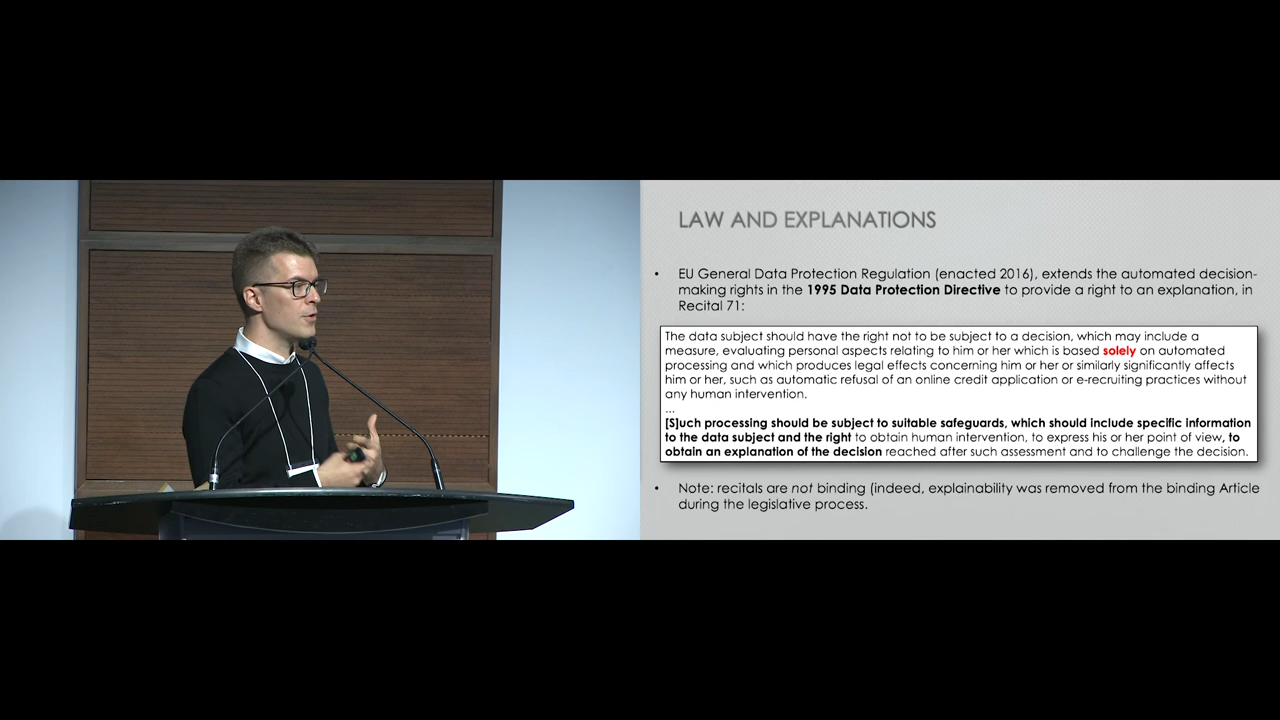 LAW AND EXPLANATIONS
• EU General Data Protection Regulation (enacted 2016), extends the automated decision-
making rights in the 1995 Data Protection Directive to provide a right to an explanation, in
Recital 71:
The data subject should have the right not to be subject to a decision, which may include a
measure, evaluating personal aspects relating to him or her which is based solely on automated
processing and which produces legal effects concerning him or her or similarly significantly affects
him or her, such as automatic refusal of an online credit application or e-recruiting practices without
any human intervention.
...
[S]uch processing should be subject to suitable safeguards, which should include specific information
to the data subject and the right to obtain human intervention, to express his or her point of view, to
obtain an explanation of the decision reached after such assessment and to challenge the decision.
• Note: recitals are not binding (indeed, explainability was removed from the binding Article
during the legislative process.